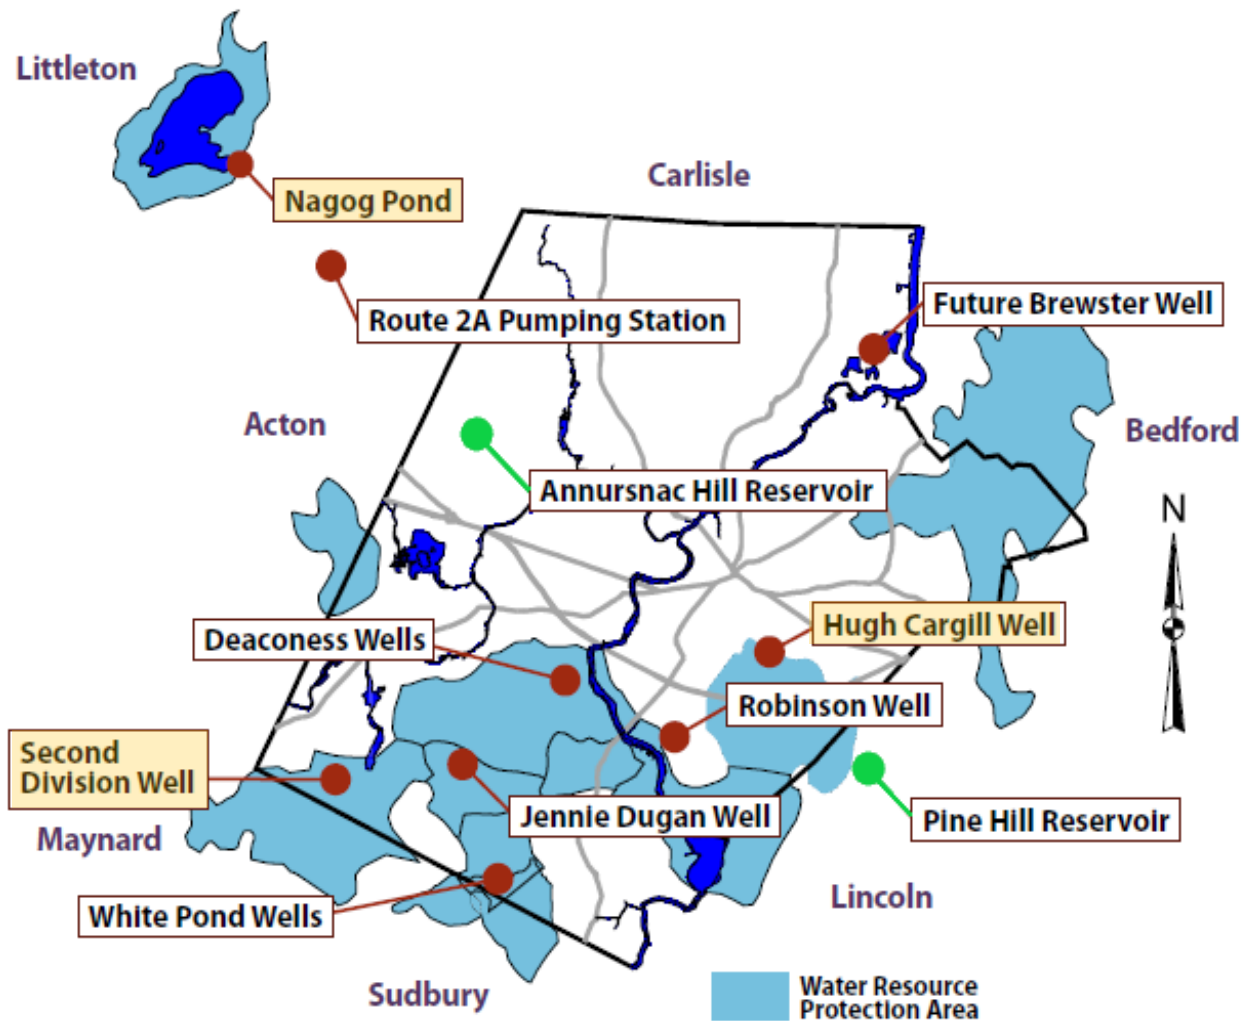 Littleton
Carlisle
Nagog Pond
Future Brewster Well
Route 2A Pumping Station
Acton
Bedford
Annursnac Hill Reservoir
N
Deaconess Wells
Hugh Cargill Well
Robinson Well
Second
Division Well
Jennie Dugan Well
Pine Hill Reservoir
Maynard
White Pond Wells
Lincoln
Sudbury
Water Resource
Protection Area